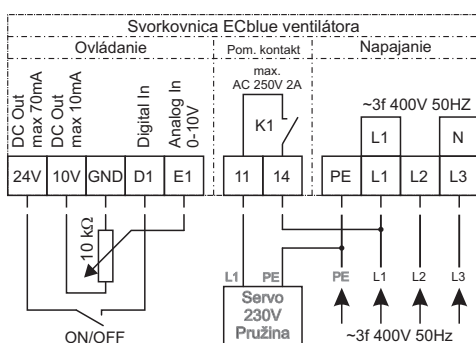 Svorkovnica ECblue ventilátora
Ovládanie
Pom. kontakt
Napajanie
DC Out
max 70mA
DC Out
max 10mA
Digital In
Analog In
0-10V
max.
AC 250V 2A
K1
~3f 400V 50HZ
L1
N
24V
10V
GND
D1
E1
11
14
PE
L1
L2
L3
10 kΩ
ON/OFF
L1
PE
Servo
230V
Pružina
PE
L1
L2
L3
~3f 400V 50Hz